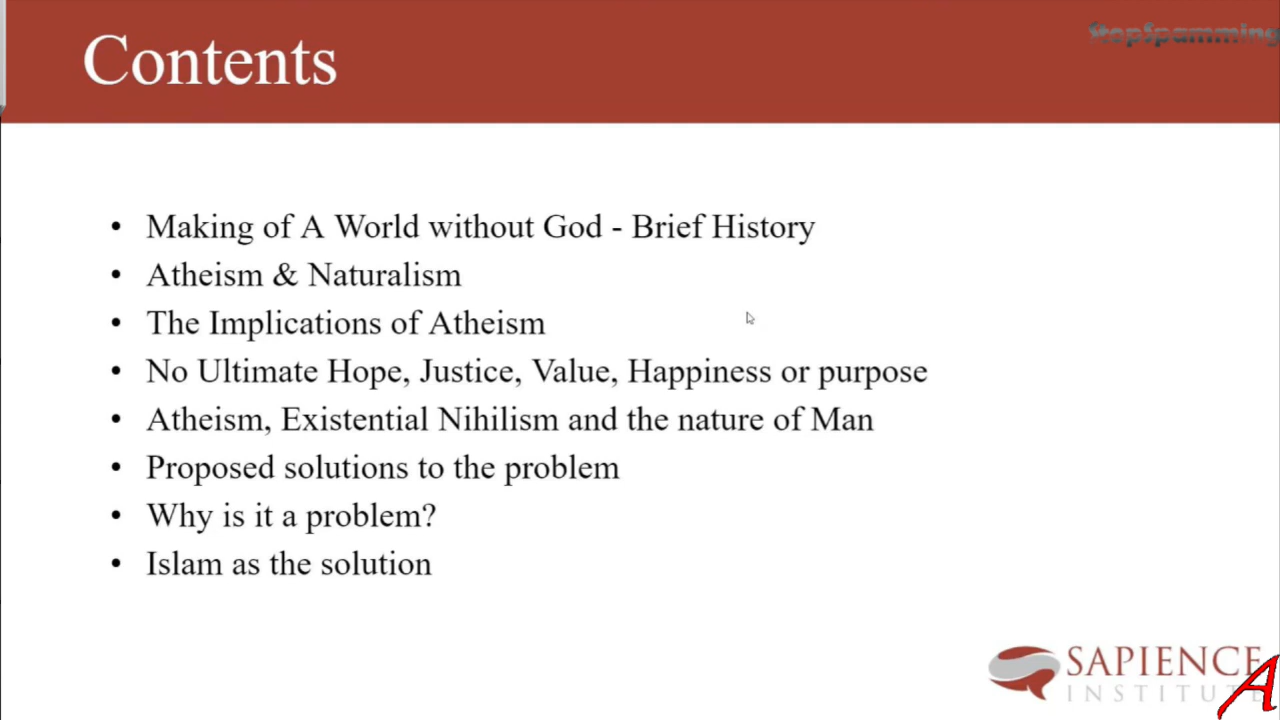 StopSpamming
Contents
• Making of A World without God - Brief History
• Atheism & Naturalism
• The Implications of Atheism
• No Ultimate Hope, Justice, Value, Happiness or purpose
• Atheism, Existential Nihilism and the nature of Man
• Proposed solutions to the problem
• Why is it a problem?
• Islam as the solution
SAPIENCE
INSTITUTE
A